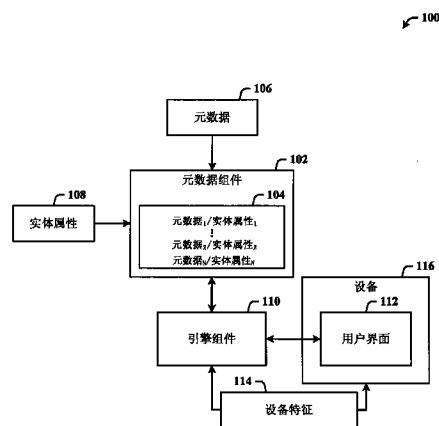 100
106
元数据
102
元数据组件
108
实体属性
104
元数据₁/实体属性₁
⋮
元数据₂/实体属性₂
元数据N/实体属性N
116
设备
110
引擎组件
112
用户界面
114
设备特征